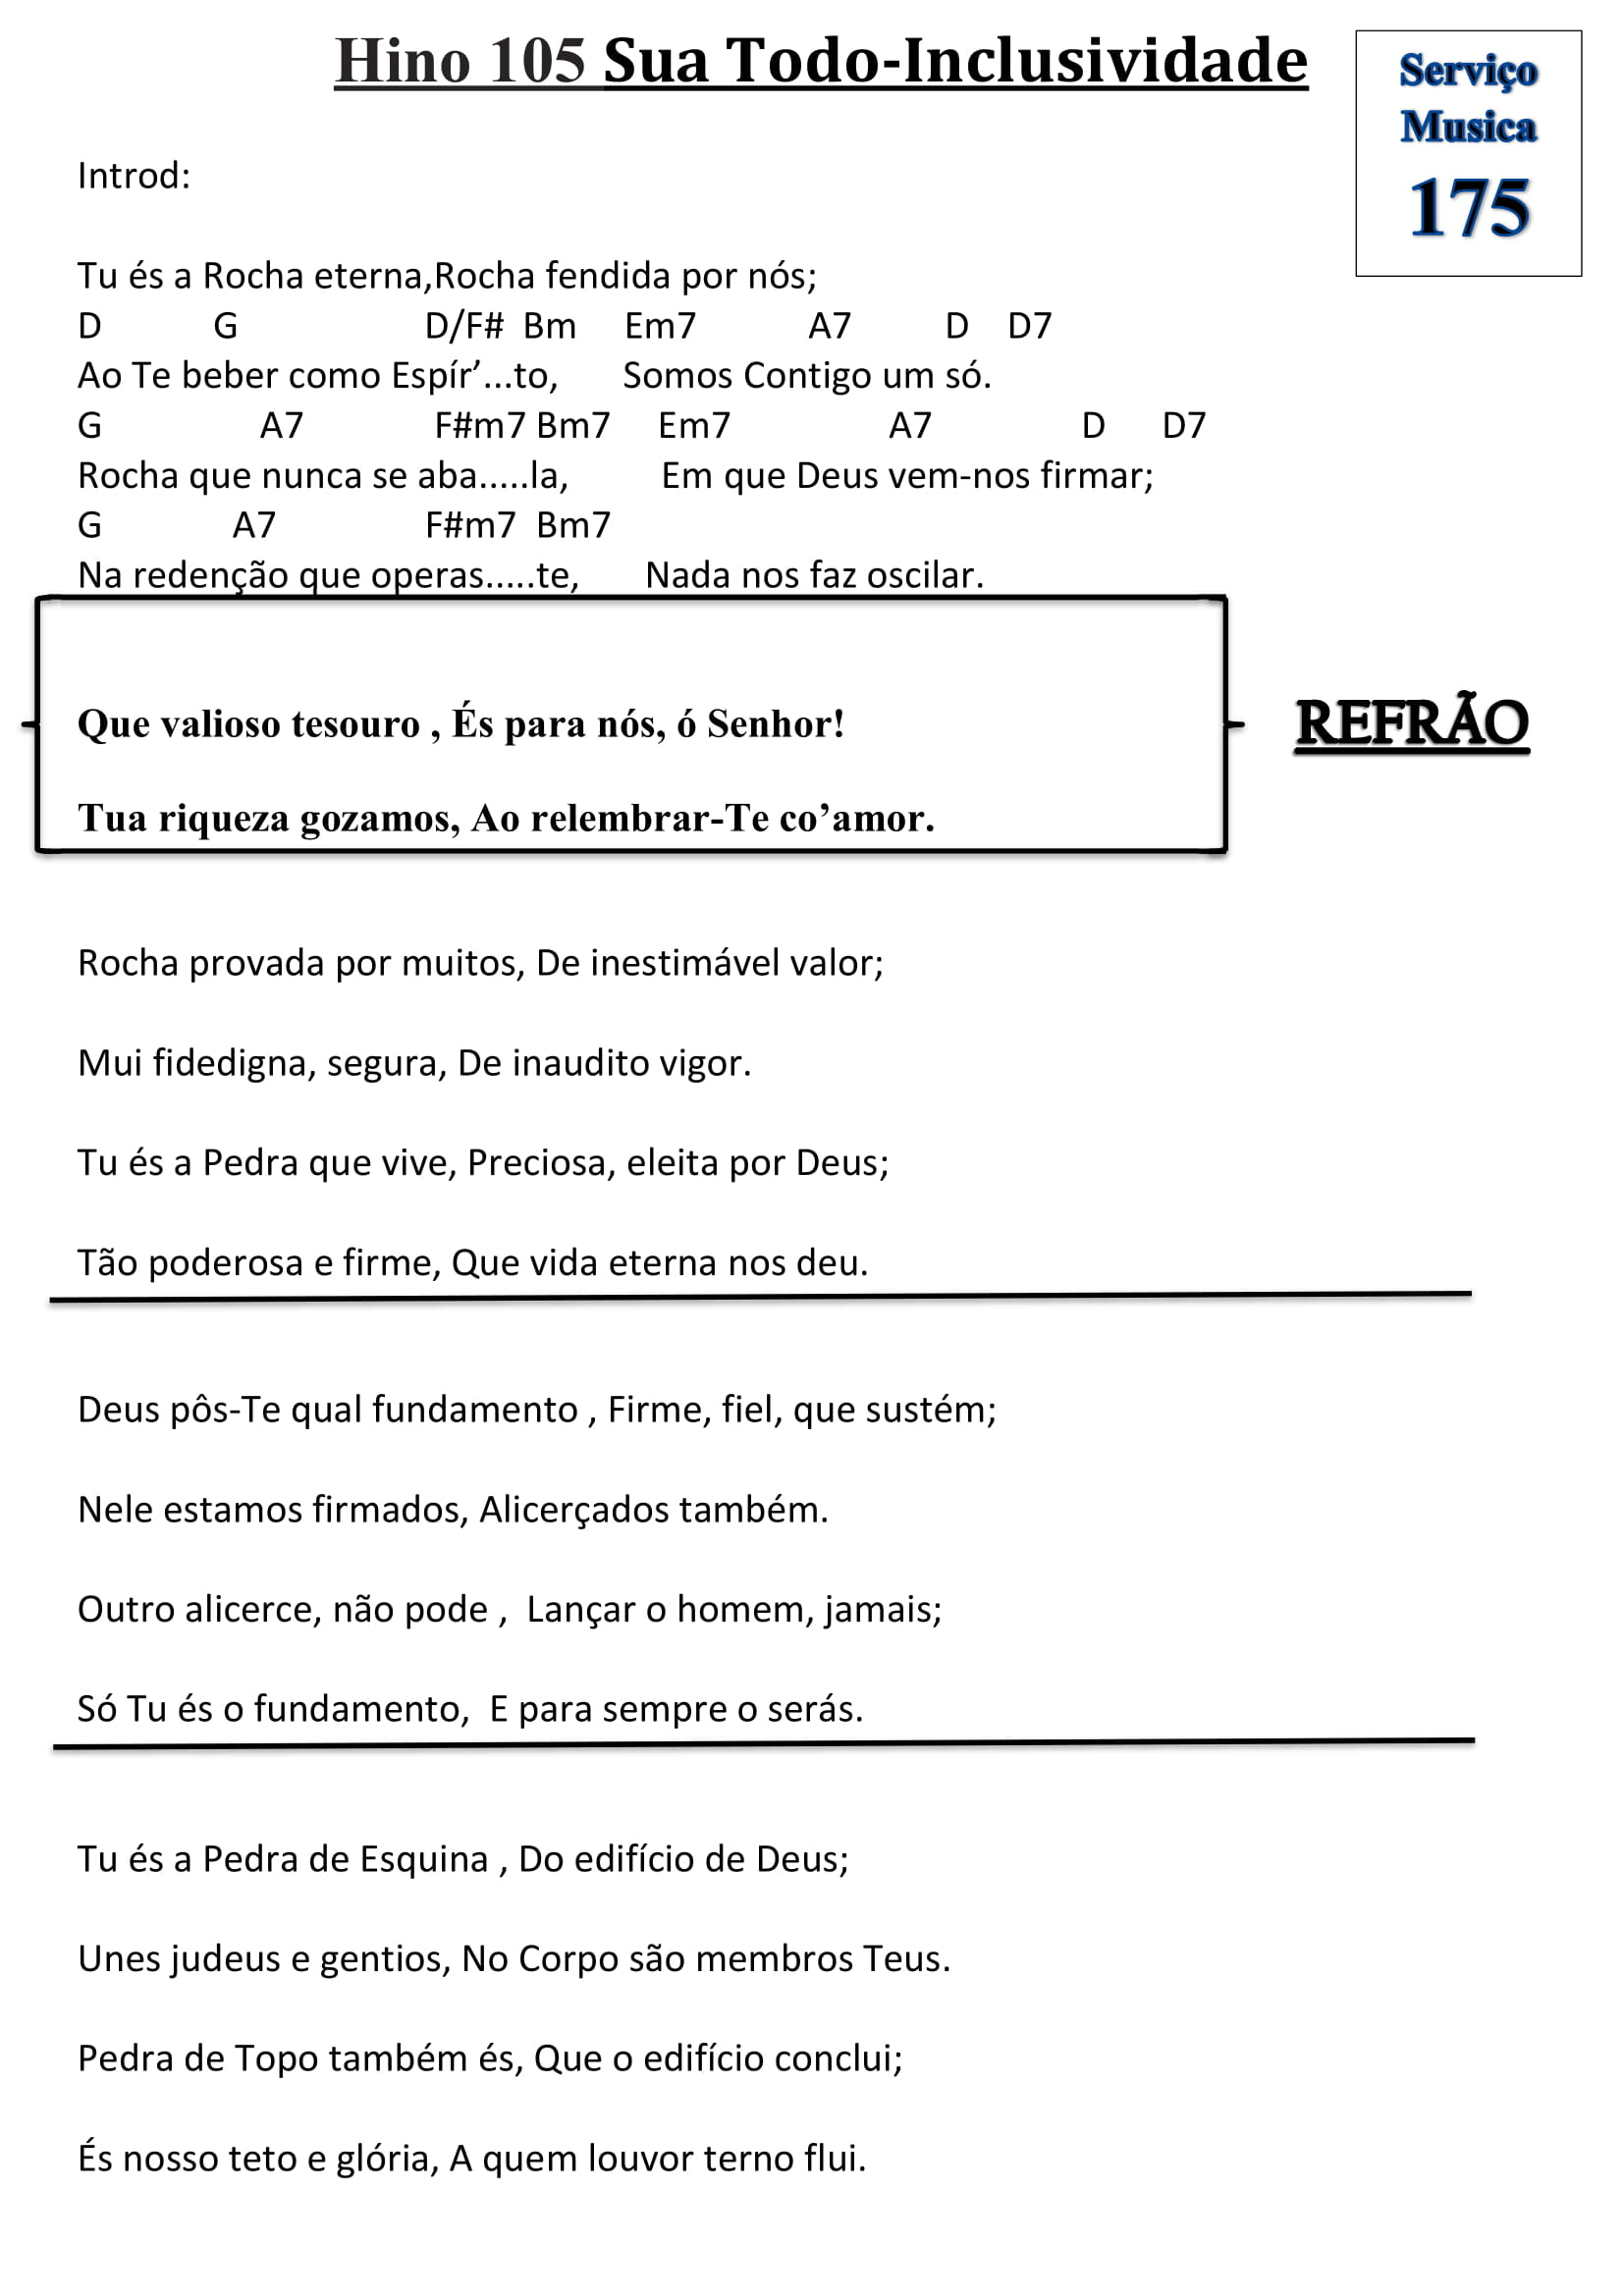 Hino 105 Sua Todo-Inclusividade
Serviço
Musica
175
Introd:
Tu és a Rocha eterna,Rocha fendida por nós;
D G D/F# Bm Em7 A7 D D7
Ao Te beber como Espír’...to, Somos Contigo um só.
G A7 F#m7 Bm7 Em7 A7 D D7
Rocha que nunca se aba.....la, Em que Deus vem-nos firmar;
G A7 F#m7 Bm7
Na redenção que operas.....te, Nada nos faz oscilar.
Que valioso tesouro , És para nós, ó Senhor!
REFRÃO
Tua riqueza gozamos, Ao relembrar-Te co’amor.
Rocha provada por muitos, De inestimável valor;
Mui fidedigna, segura, De inaudito vigor.
Tu és a Pedra que vive, Preciosa, eleita por Deus;
Tão poderosa e firme, Que vida eterna nos deu.
Deus pôs-Te qual fundamento , Firme, fiel, que sustém;
Nele estamos firmados, Alicerçados também.
Outro alicerce, não pode , Lançar o homem, jamais;
Só Tu és o fundamento, E para sempre o serás.
Tu és a Pedra de Esquina , Do edifício de Deus;
Unes judeus e gentios, No Corpo são membros Teus.
Pedra de Topo também és, Que o edifício conclui;
És nosso teto e glória, A quem louvor terno flui.